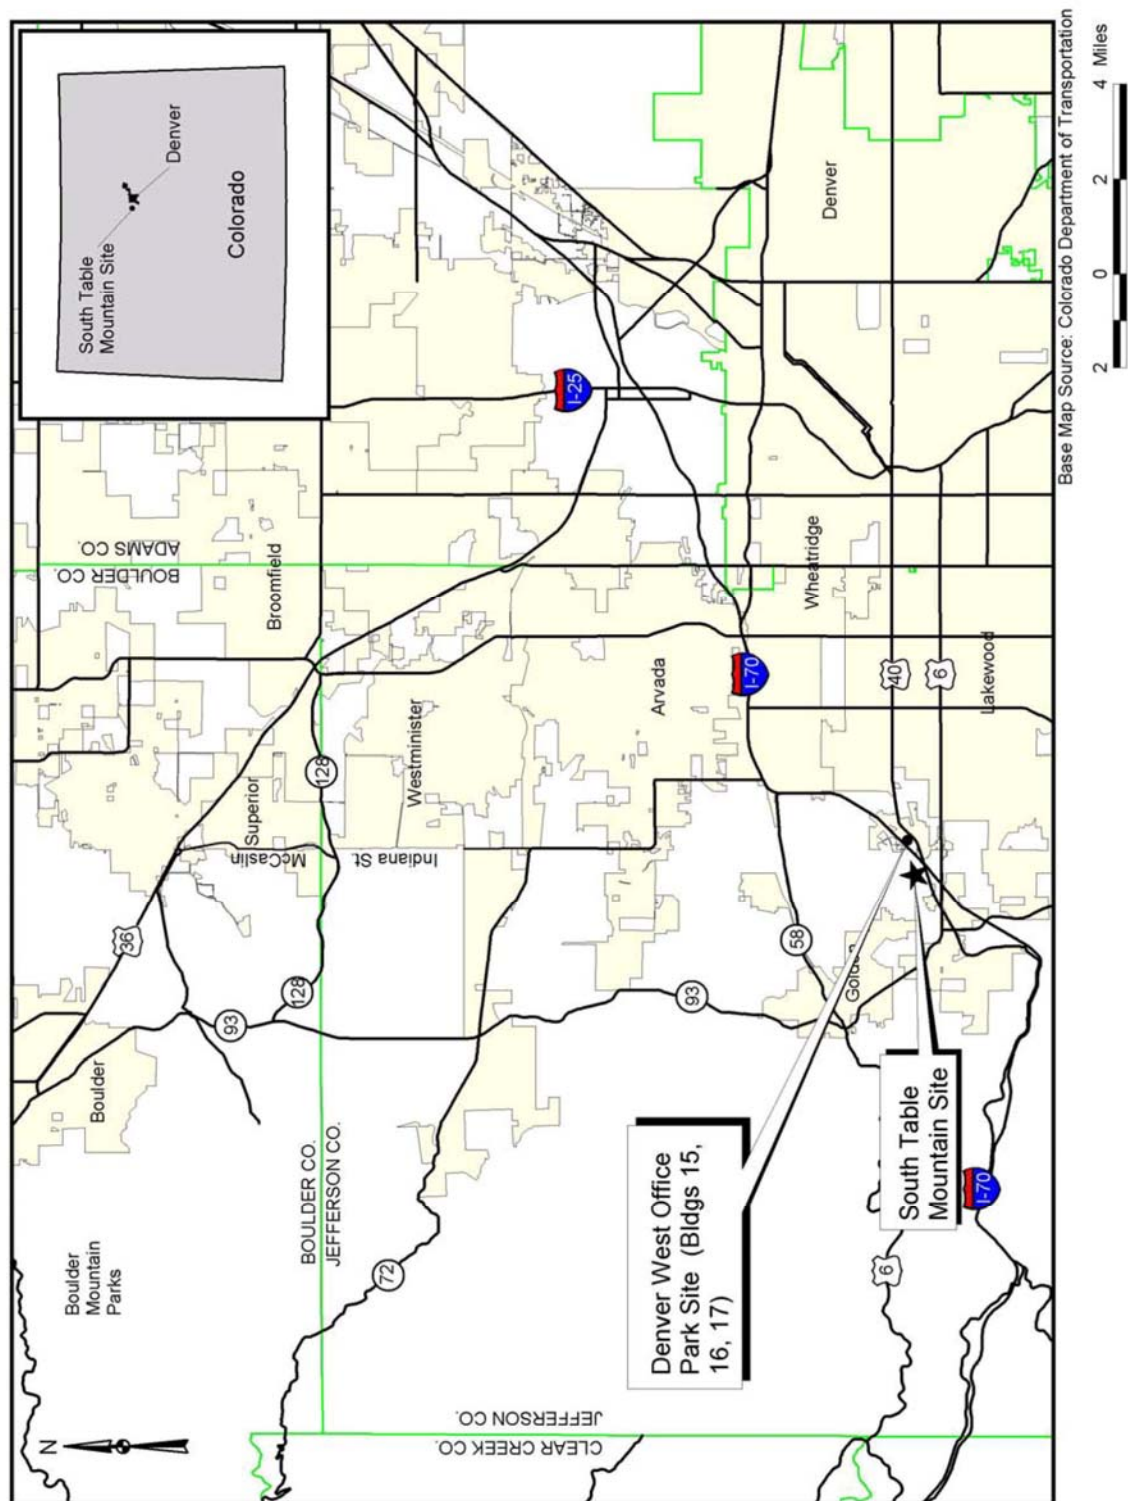 South Table
Mountain Site
Denver
Colorado
N
Boulder
Mountain
Parks
Boulder
36
93
128
McCaslin
Superior
Broomfield
BOULDER CO.
ADAMS CO.
BOULDER CO.
JEFFERSON CO.
128
Indiana St.
Westminister
72
I-25
CLEAR CREEK CO.
JEFFERSON CO.
93
Arvada
I-70
58
Wheatridge
Denver
Denver West Office
Park Site (Bldgs 15,
16, 17)
Golden
40
6
6
Lakewood
South Table
Mountain Site
I-70
Base Map Source: Colorado Department of Transportation
2 0 2 4 Miles